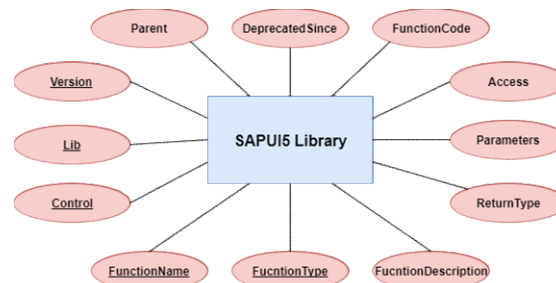 Parent
DeprecatedSince
FunctionCode
Version
Access
Lib
SAPUI5 Library
Parameters
Control
ReturnType
FunctionName
FucntionType
FucntionDescription